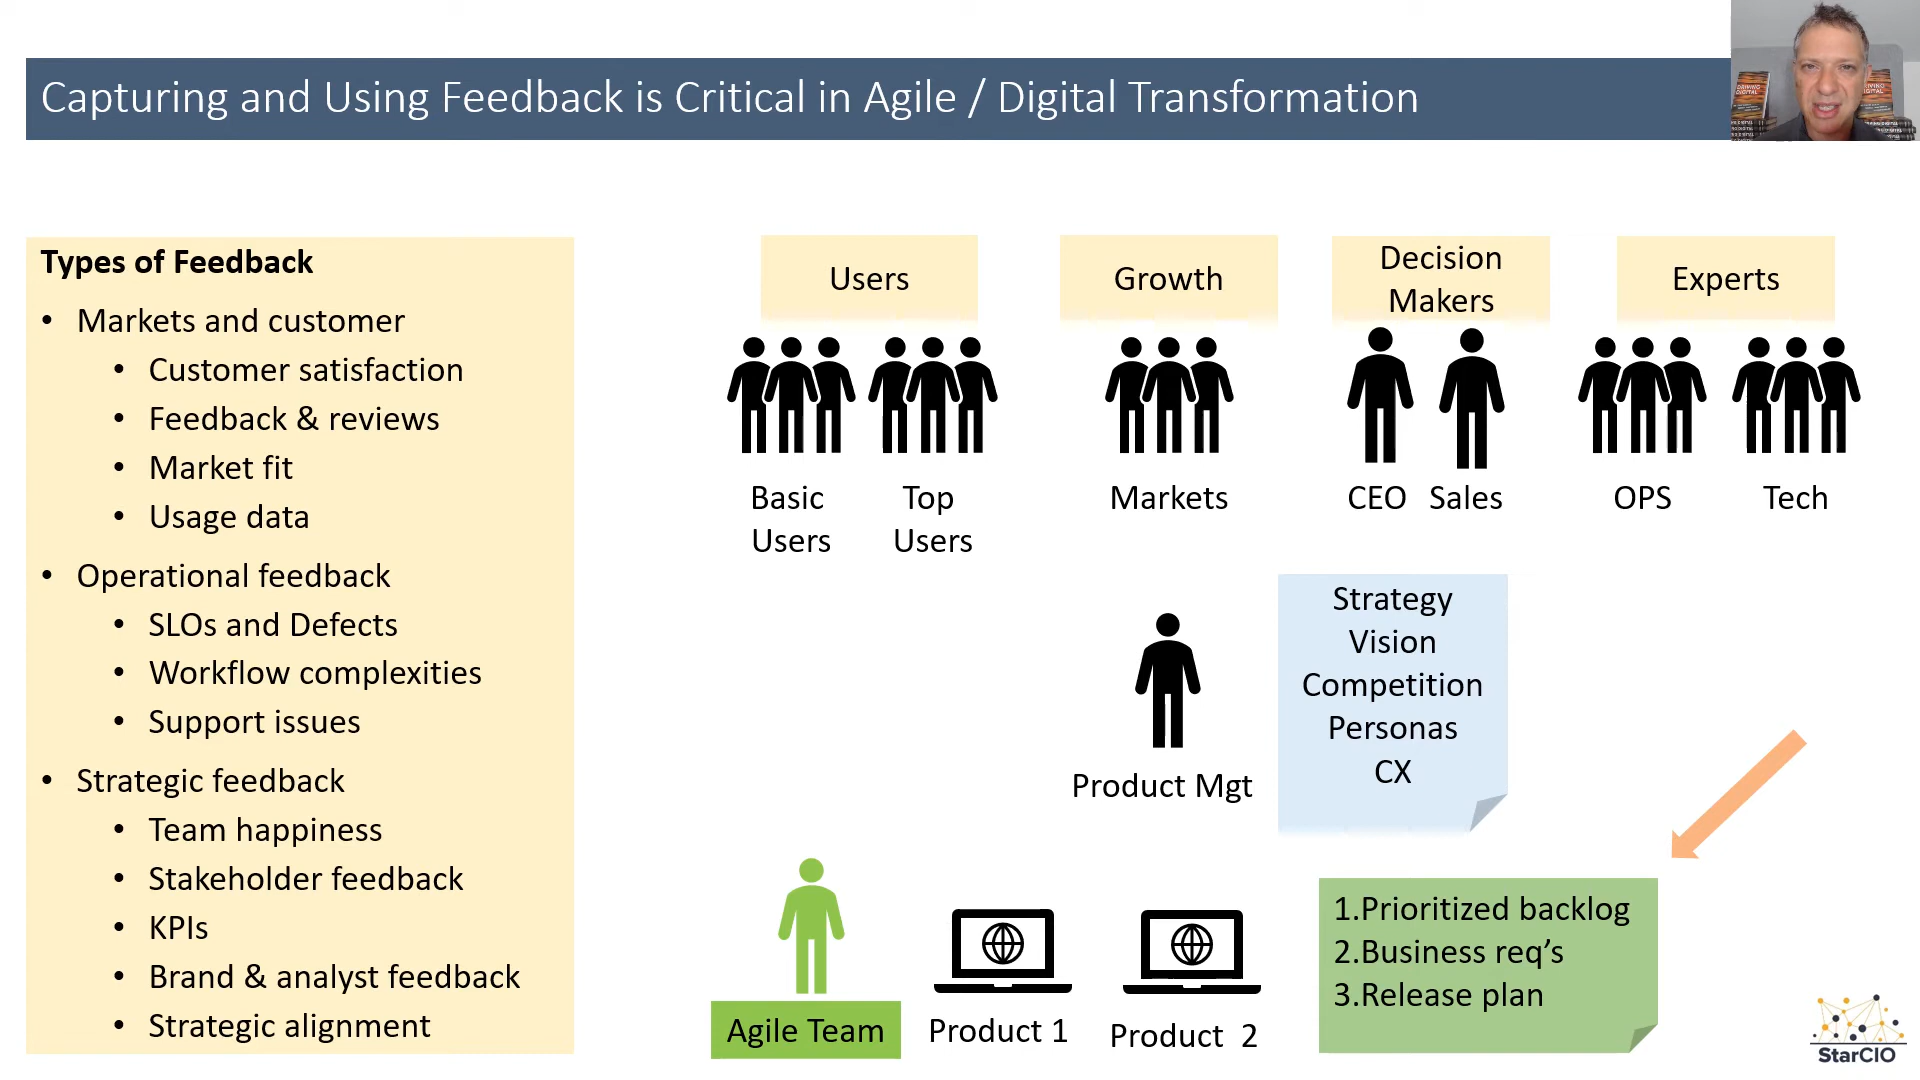 Capturing and Using Feedback is Critical in Agile / Digital Transformation
DRIVING
DIGITAL
Types of Feedback
• Markets and customer
• Customer satisfaction
• Feedback & reviews
• Market fit
• Usage data
• Operational feedback
• SLOs and Defects
• Workflow complexities
• Support issues
• Strategic feedback
• Team happiness
• Stakeholder feedback
• KPIs
• Brand & analyst feedback
• Strategic alignment
Users
Growth
Decision
Makers
Experts
Basic
Users
Top
Users
Markets
CEO
Sales
OPS
Tech
Product Mgt
Strategy
Vision
Competition
Personas
CX
Agile Team
Product 1
Product 2
1.Prioritized backlog
2.Business req’s
3.Release plan
StarCIO